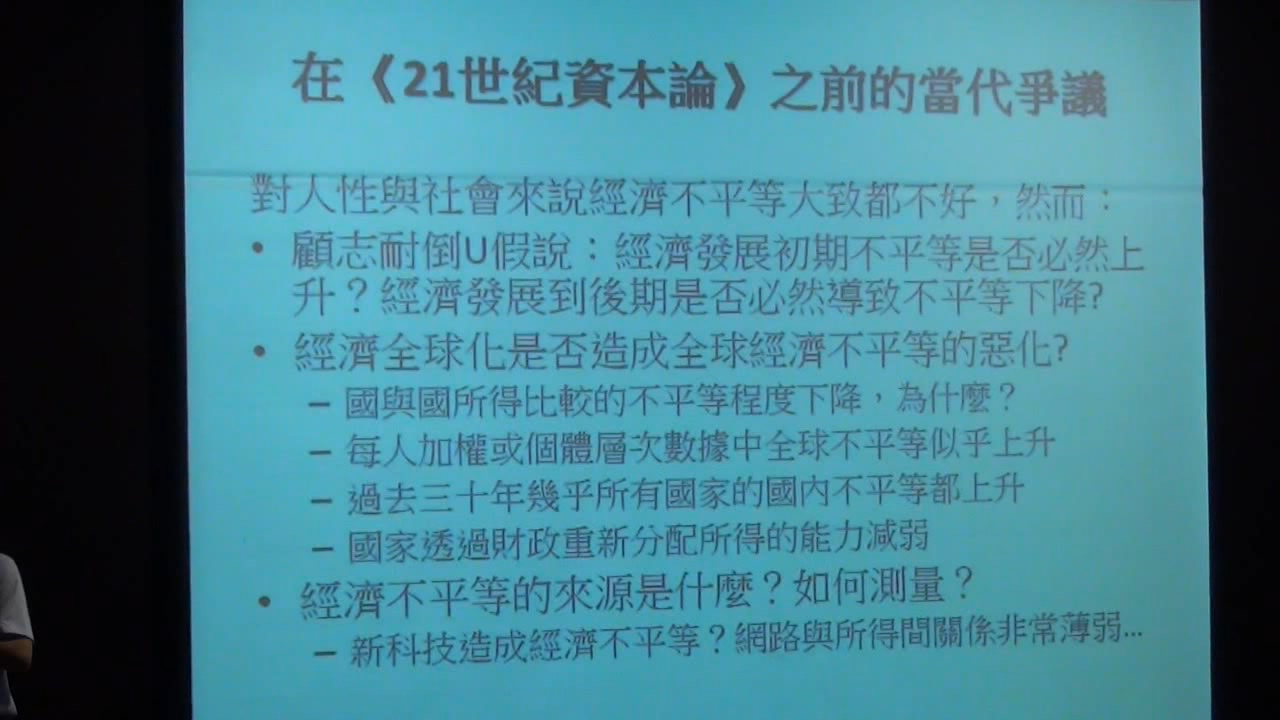 在《21世紀資本論》之前的當代爭議
對人性與社會來說經濟不平等大致都不好，然而：
• 顧志耐倒U假說：經濟發展初期不平等是否必然上
升？經濟發展到後期是否必然導致不平等下降?
• 經濟全球化是否造成全球經濟不平等的惡化?
– 國與國所得比較的不平等程度下降，為什麼？
– 每人加權或個體層次數據中全球不平等似乎上升
– 過去三十年幾乎所有國家的國內不平等都上升
– 國家透過財政重新分配所得的能力減弱
• 經濟不平等的來源是什麼？如何測量？
– 新科技造成經濟不平等？網路與所得間關係非常薄弱...